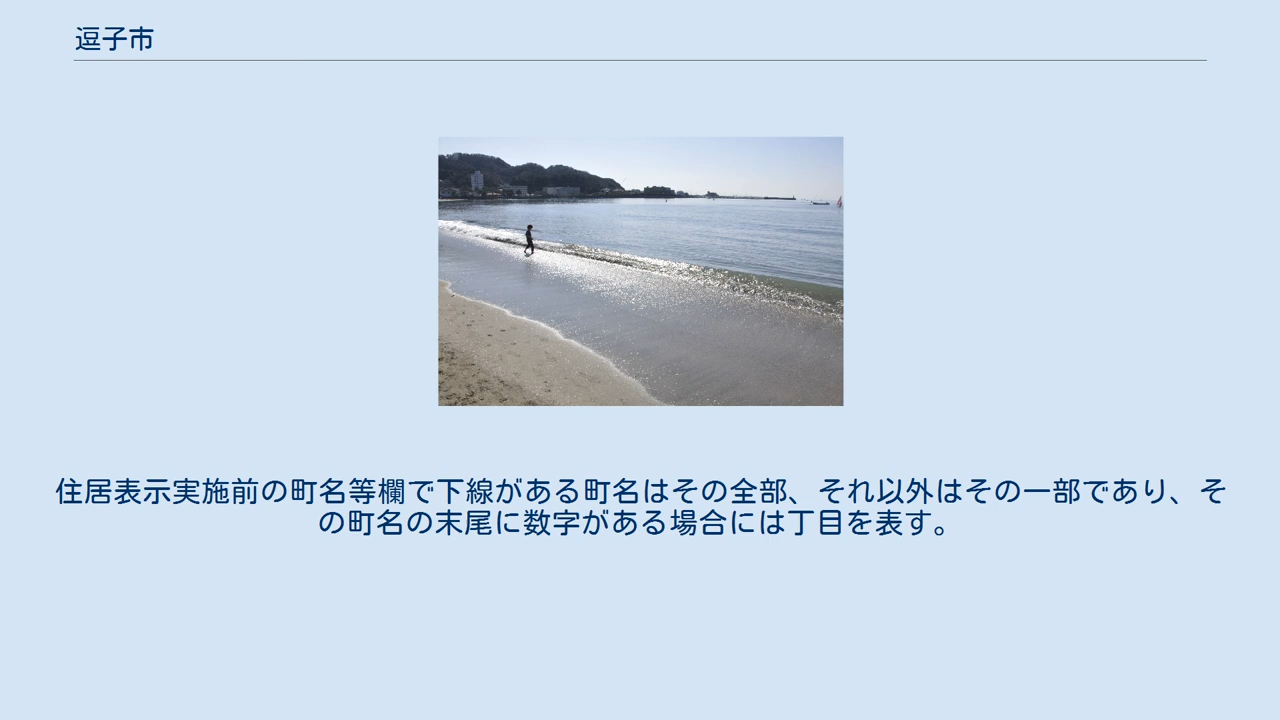 逗子市
住居表示実施前の町名等欄で下線がある町名はその全部、それ以外はその一部であり、そ
の町名の末尾に数字がある場合には丁目を表す。